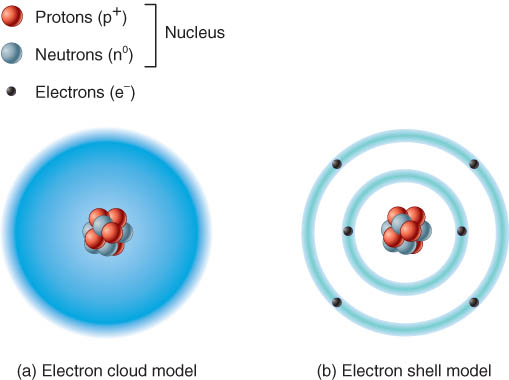 Protons (p⁺)
Nucleus
Neutrons (n⁰)
Electrons (e⁻)
(a) Electron cloud model
(b) Electron shell model